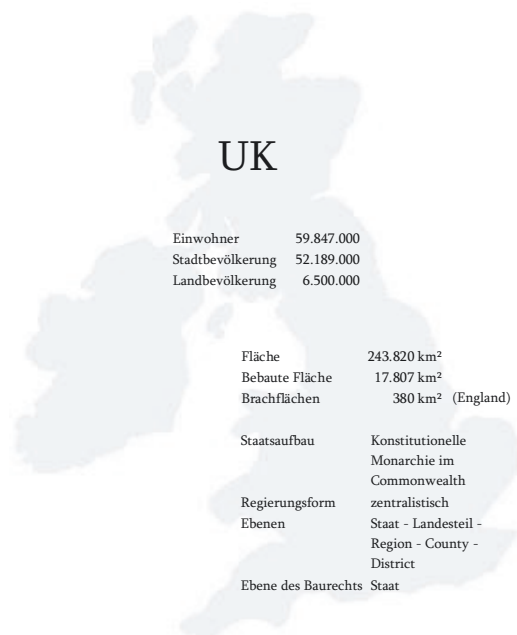 UK
Einwohner 59.847.000
Stadtbevölkerung 52.189.000
Landbevölkerung 6.500.000
Fläche 243.820 km²
Bebaute Fläche 17.807 km²
Brachflächen 380 km² (England)
Staatsaufbau Konstitutionelle
Monarchie im
Commonwealth
Regierungsform zentralistisch
Ebenen Staat - Landesteil -
Region - County -
District
Ebene des Baurechts Staat